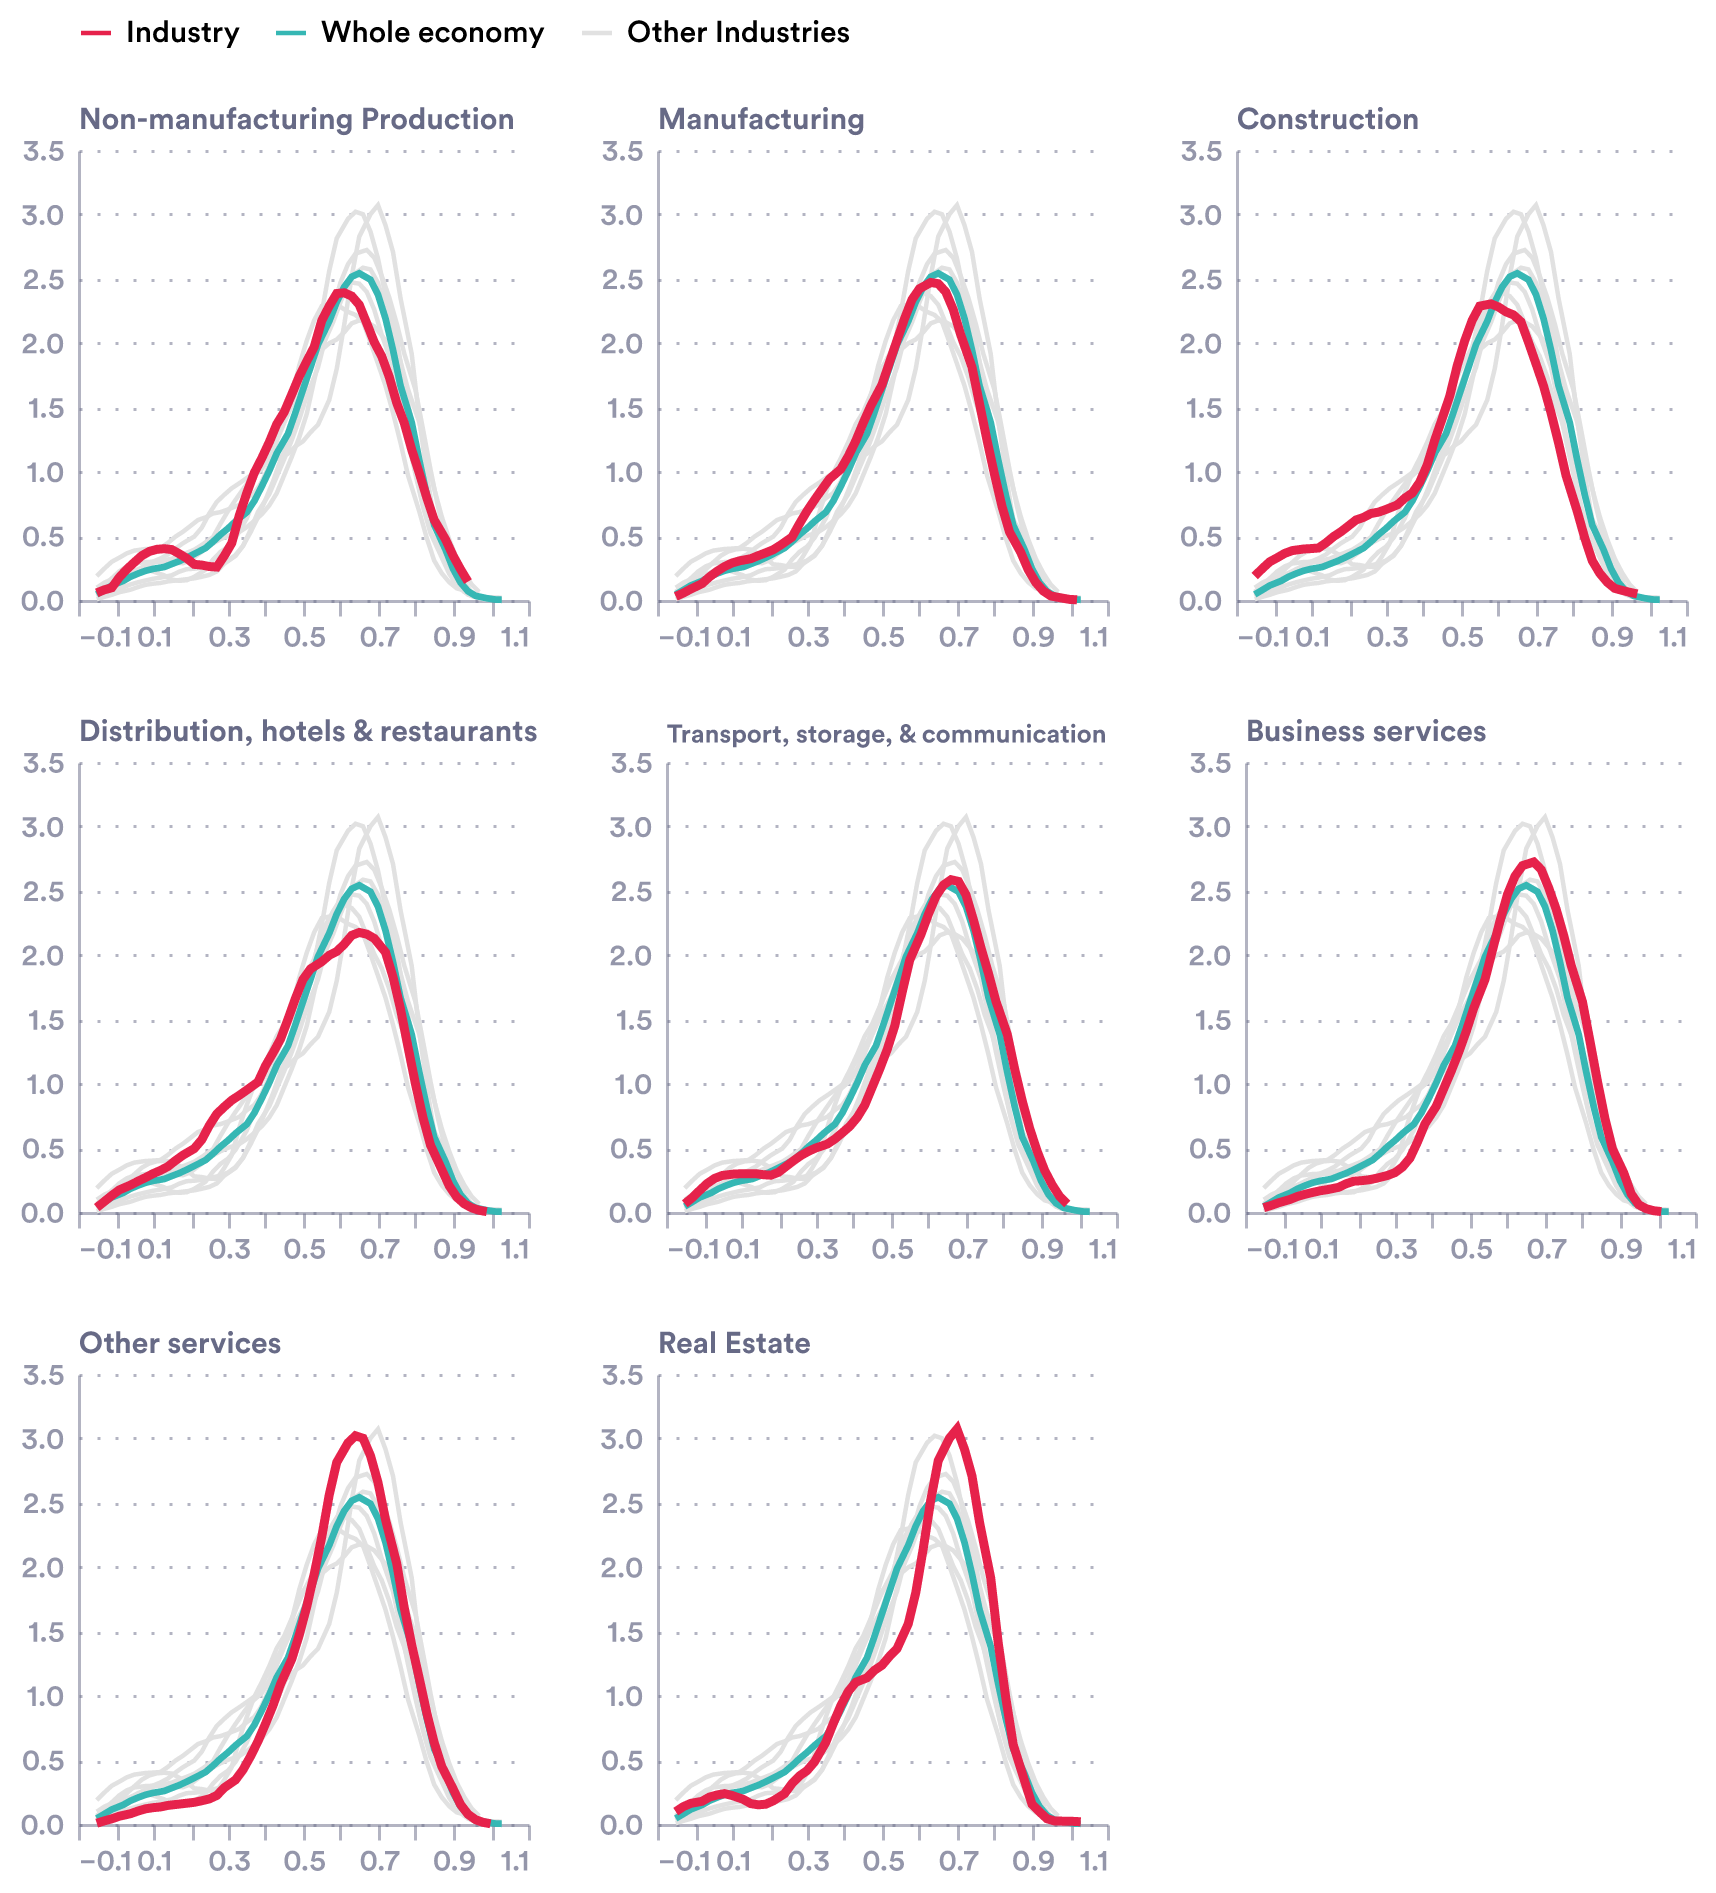 Industry Whole economy Other Industries
Non-manufacturing Production Manufacturing Construction
3.5 3.5 3.5
3.0 3.0 3.0
2.5 2.5 2.5
2.0 2.0 2.0
1.5 1.5 1.5
1.0 1.0 1.0
0.5 0.5 0.5
0.0 0.0 0.0
−0.1 0.1 0.3 0.5 0.7 0.9 1.1 −0.1 0.1 0.3 0.5 0.7 0.9 1.1 −0.1 0.1 0.3 0.5 0.7 0.9 1.1
Distribution, hotels & restaurants Transport, storage, & communication Business services
3.5 3.5 3.5
3.0 3.0 3.0
2.5 2.5 2.5
2.0 2.0 2.0
1.5 1.5 1.5
1.0 1.0 1.0
0.5 0.5 0.5
0.0 0.0 0.0
−0.1 0.1 0.3 0.5 0.7 0.9 1.1 −0.1 0.1 0.3 0.5 0.7 0.9 1.1 −0.1 0.1 0.3 0.5 0.7 0.9 1.1
Other services Real Estate
3.5 3.5
3.0 3.0
2.5 2.5
2.0 2.0
1.5 1.5
1.0 1.0
0.5 0.5
0.0 0.0
−0.1 0.1 0.3 0.5 0.7 0.9 1.1 −0.1 0.1 0.3 0.5 0.7 0.9 1.1